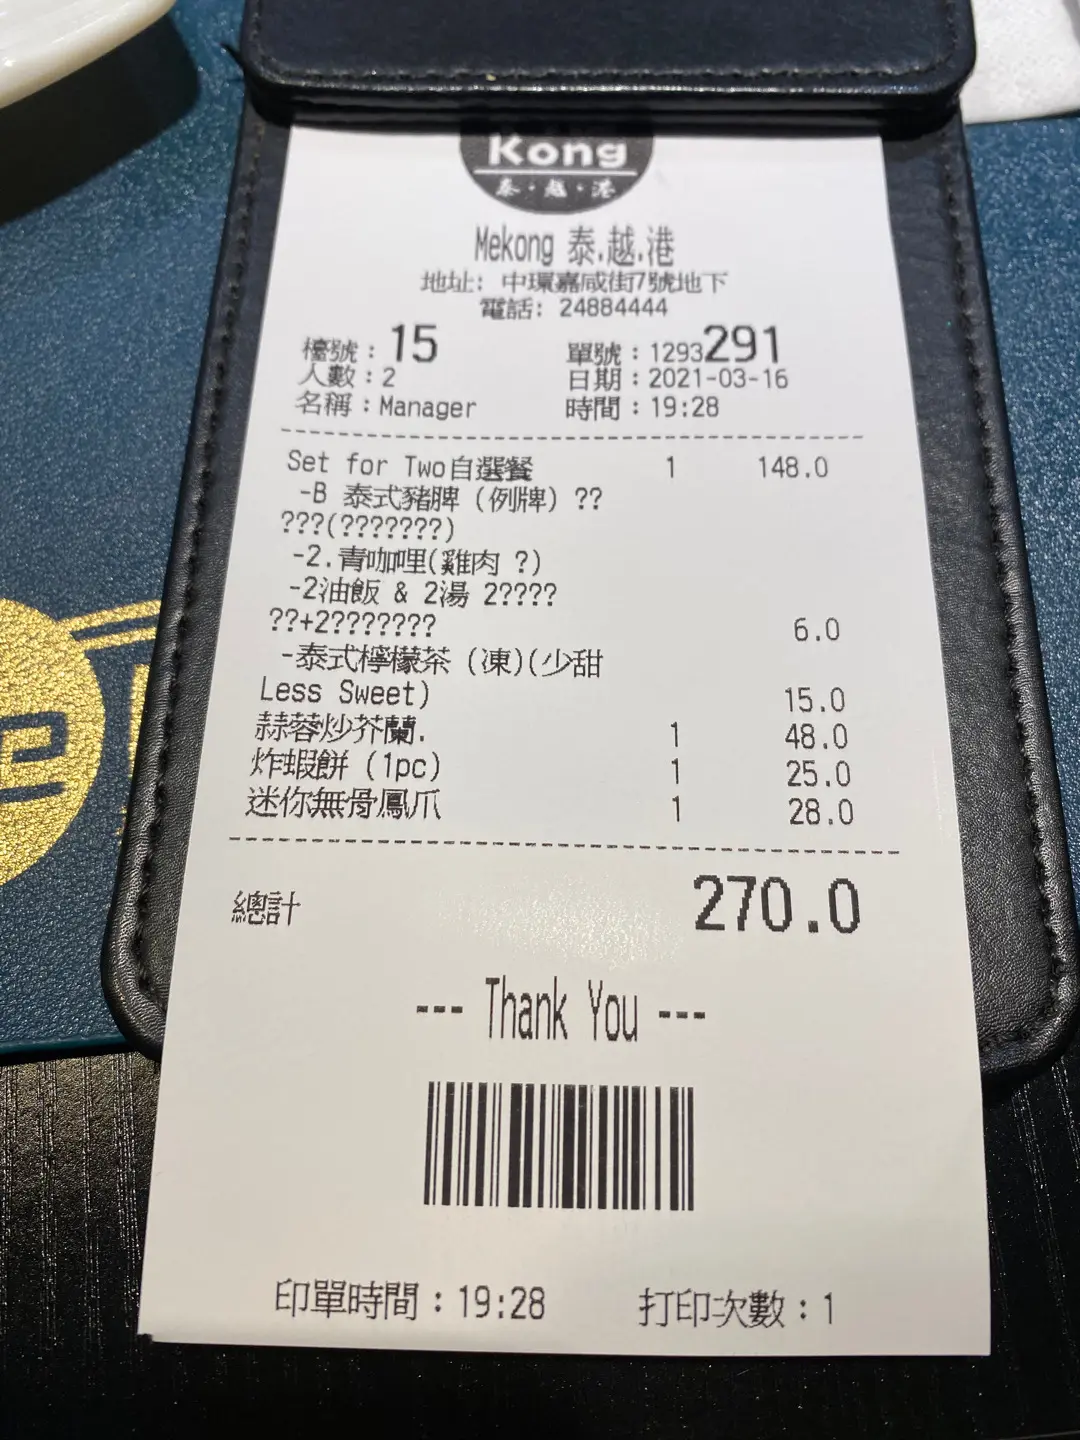 Kong
泰·越·港
Mekong 泰.越.港
地址: 中環嘉咸街7號地下
電話: 24884444
檯號：15 單號：1293291
人數：2 日期：2021-03-16
名稱：Manager 時間：19:28
Set for Two自選餐 1 148.0
-B 泰式豬脾 (例牌) ??
???(???????)
-2.青咖哩(雞肉 ?)
-2油飯 & 2湯 2????
??+2??????? 6.0
-泰式檸檬茶 (凍)(少甜
Less Sweet) 15.0
蒜蓉炒芥蘭. 1 48.0
炸蝦餅 (1pc) 1 25.0
迷你無骨鳳爪 1 28.0
總計 270.0
--- Thank You ---
印單時間：19:28 打印次數：1